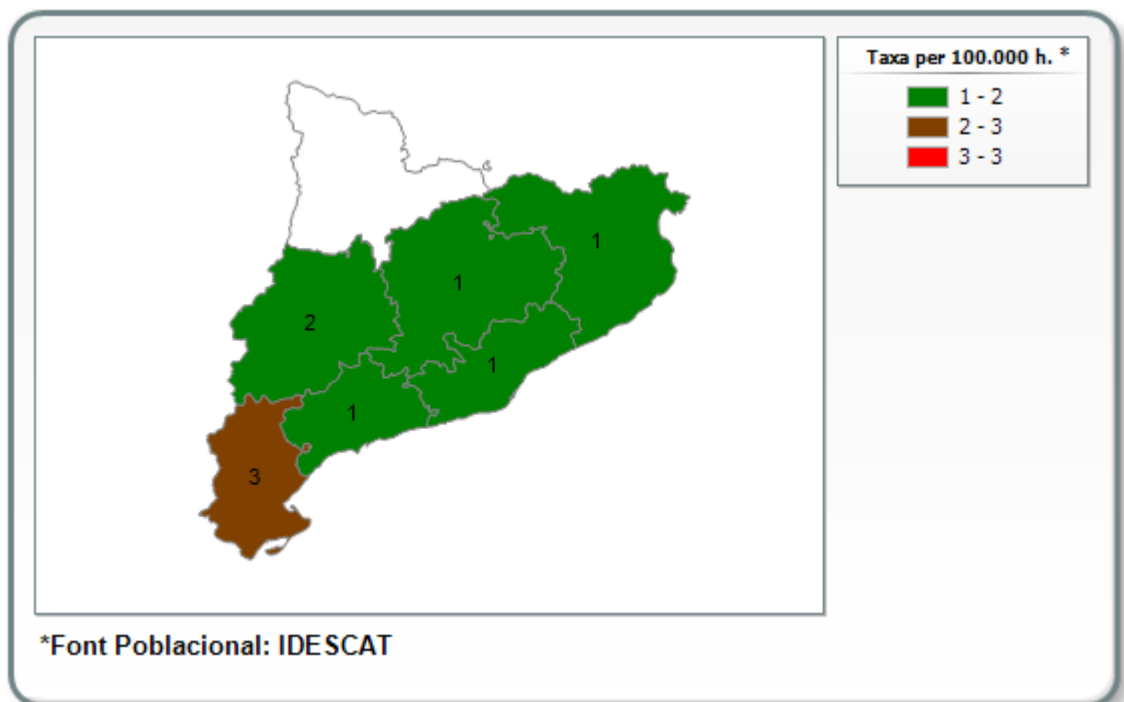 Taxa per 100.000 h. *
1 - 2
2 - 3
3 - 3
1
1
2
1
1
3
*Font Poblacional: IDESCAT